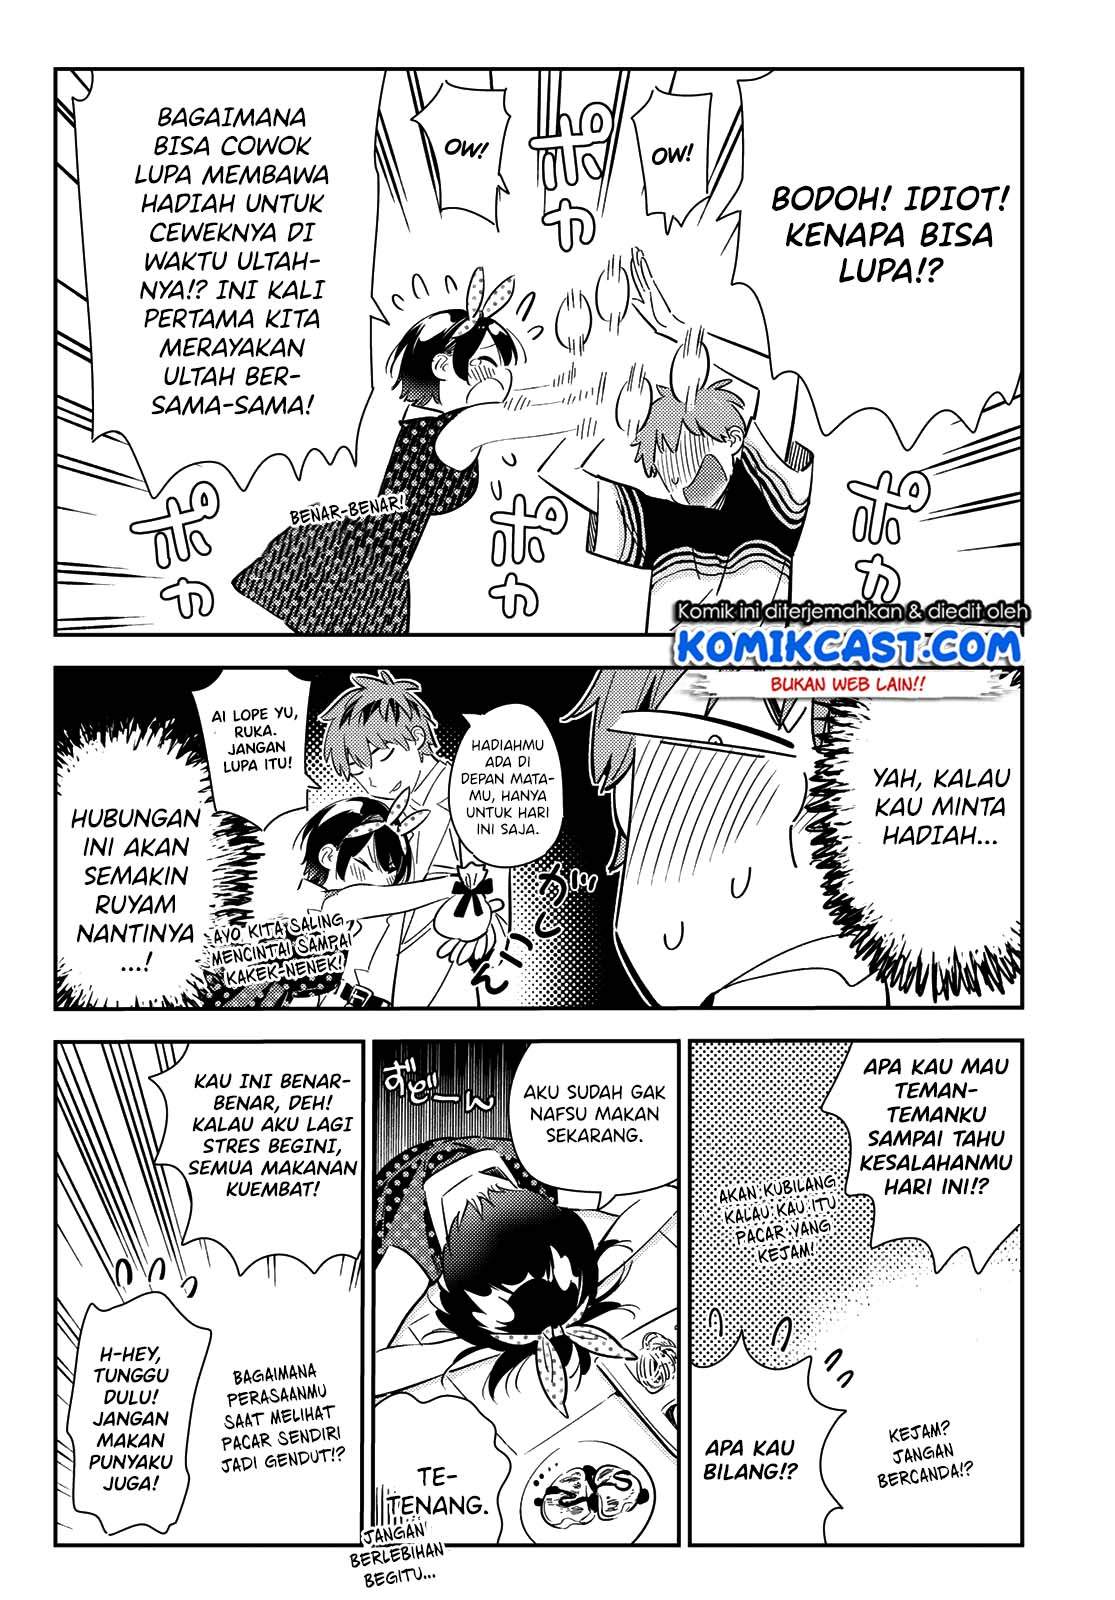 BODOH! IDIOT!
KENAPA BISA
LUPA!?
OW!
ポカ
OW!
BAGAIMANA
BISA COWOK
LUPA MEMBAWA
HADIAH UNTUK
CEWEKNYA DI
WAKTU ULTAH-
NYA!? INI KALI
PERTAMA KITA
MERAYAKAN
ULTAH BER-
SAMA-SAMA!
BENAR-BENAR!
ポカ
ポカ
ポカ
Komik ini diterjemahkan & diedit oleh
KOMIKCAST.COM
BUKAN WEB LAIN!!
YAH, KALAU
KAU MINTA
HADIAH...
HADIAHMU
ADA DI
DEPAN MATA-
MU, HANYA
UNTUK HARI
INI SAJA.
AI LOPE YU,
RUKA.
JANGAN
LUPA ITU!
AYO KITA SALING
MENCINTAI SAMPAI
KAKEK-NENEK!
HUBUNGAN
INI AKAN
SEMAKIN
RUYAM
NANTINYA
...!
APA KAU MAU
TEMAN-
TEMANKU
SAMPAI TAHU
KESALAHANMU
HARI INI!?
AKAN KUBILANG
KALAU KAU ITU
PACAR YANG
KEJAM!
KEJAM?
JANGAN
BERCANDA!?
APA KAU
BILANG!?
AKU SUDAH GAK
NAFSU MAKAN
SEKARANG.
ずどーん
TE-
TENANG.
JANGAN
BERLEBIHAN
BEGITU...
KAU INI BENAR-
BENAR, DEH!
KALAU AKU LAGI
STRES BEGINI,
SEMUA MAKANAN
KUEMBAT!
BAGAIMANA
PERASAANMU
SAAT MELIHAT
PACAR SENDIRI
JADI GENDUT!?
H-HEY,
TUNGGU
DULU!
JANGAN
MAKAN
PUNYAKU
JUGA!